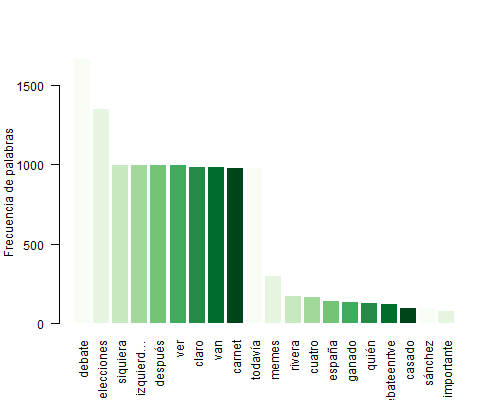 Frecuencia de palabras
1500
1000
500
0
debate
elecciones
siquiera
izquierd...
después
ver
claro
van
carnet
todavía
memes
rivera
cuatro
españa
ganado
quién
ebateenrtve
casado
sánchez
importante